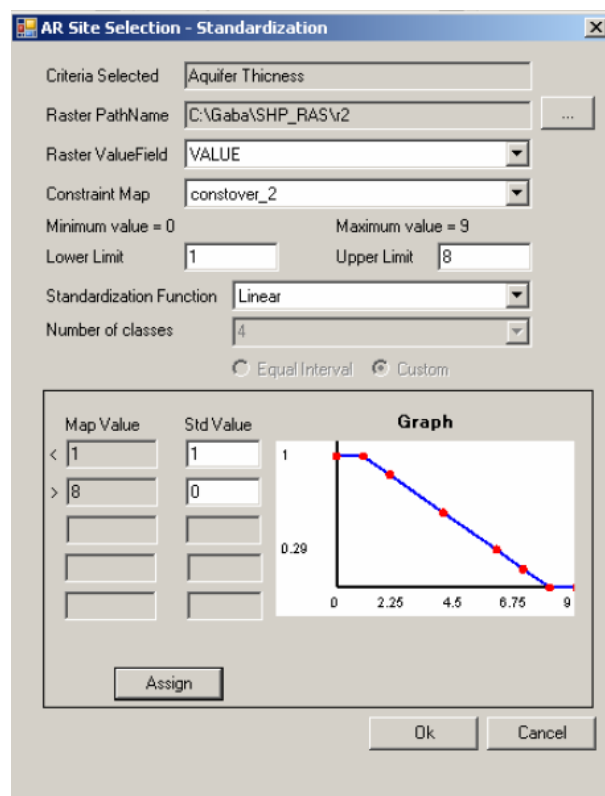 AR Site Selection - Standardization
Criteria Selected Aquifer Thicness
Raster PathName C:\Gaba\SHP_RAS\r2 ...
Raster ValueField VALUE
Constraint Map constover_2
Minimum value = 0 Maximum value = 9
Lower Limit 1 Upper Limit 8
Standardization Function Linear
Number of classes 4
Equal Interval Custom
Map Value Std Value Graph
< 1 1 1
> 8 0
0.29
0 2.25 4.5 6.75 9
Assign
Ok Cancel